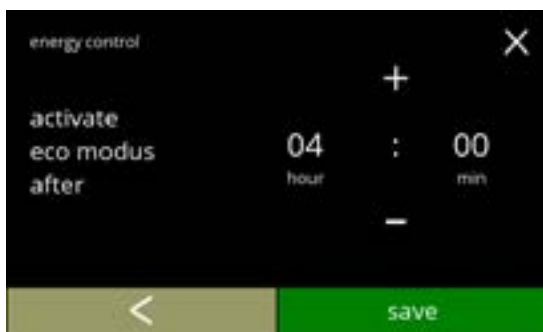 energy control
+
activate
eco modus
after
04 : 00
hour min
-
< save